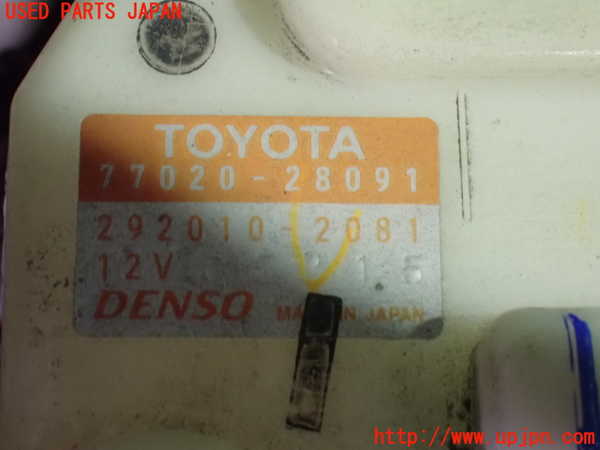 USED PARTS JAPAN
TOYOTA
77020-28091
292010-2081
12V
DENSO MADE IN JAPAN
http://www.upjpn.com/